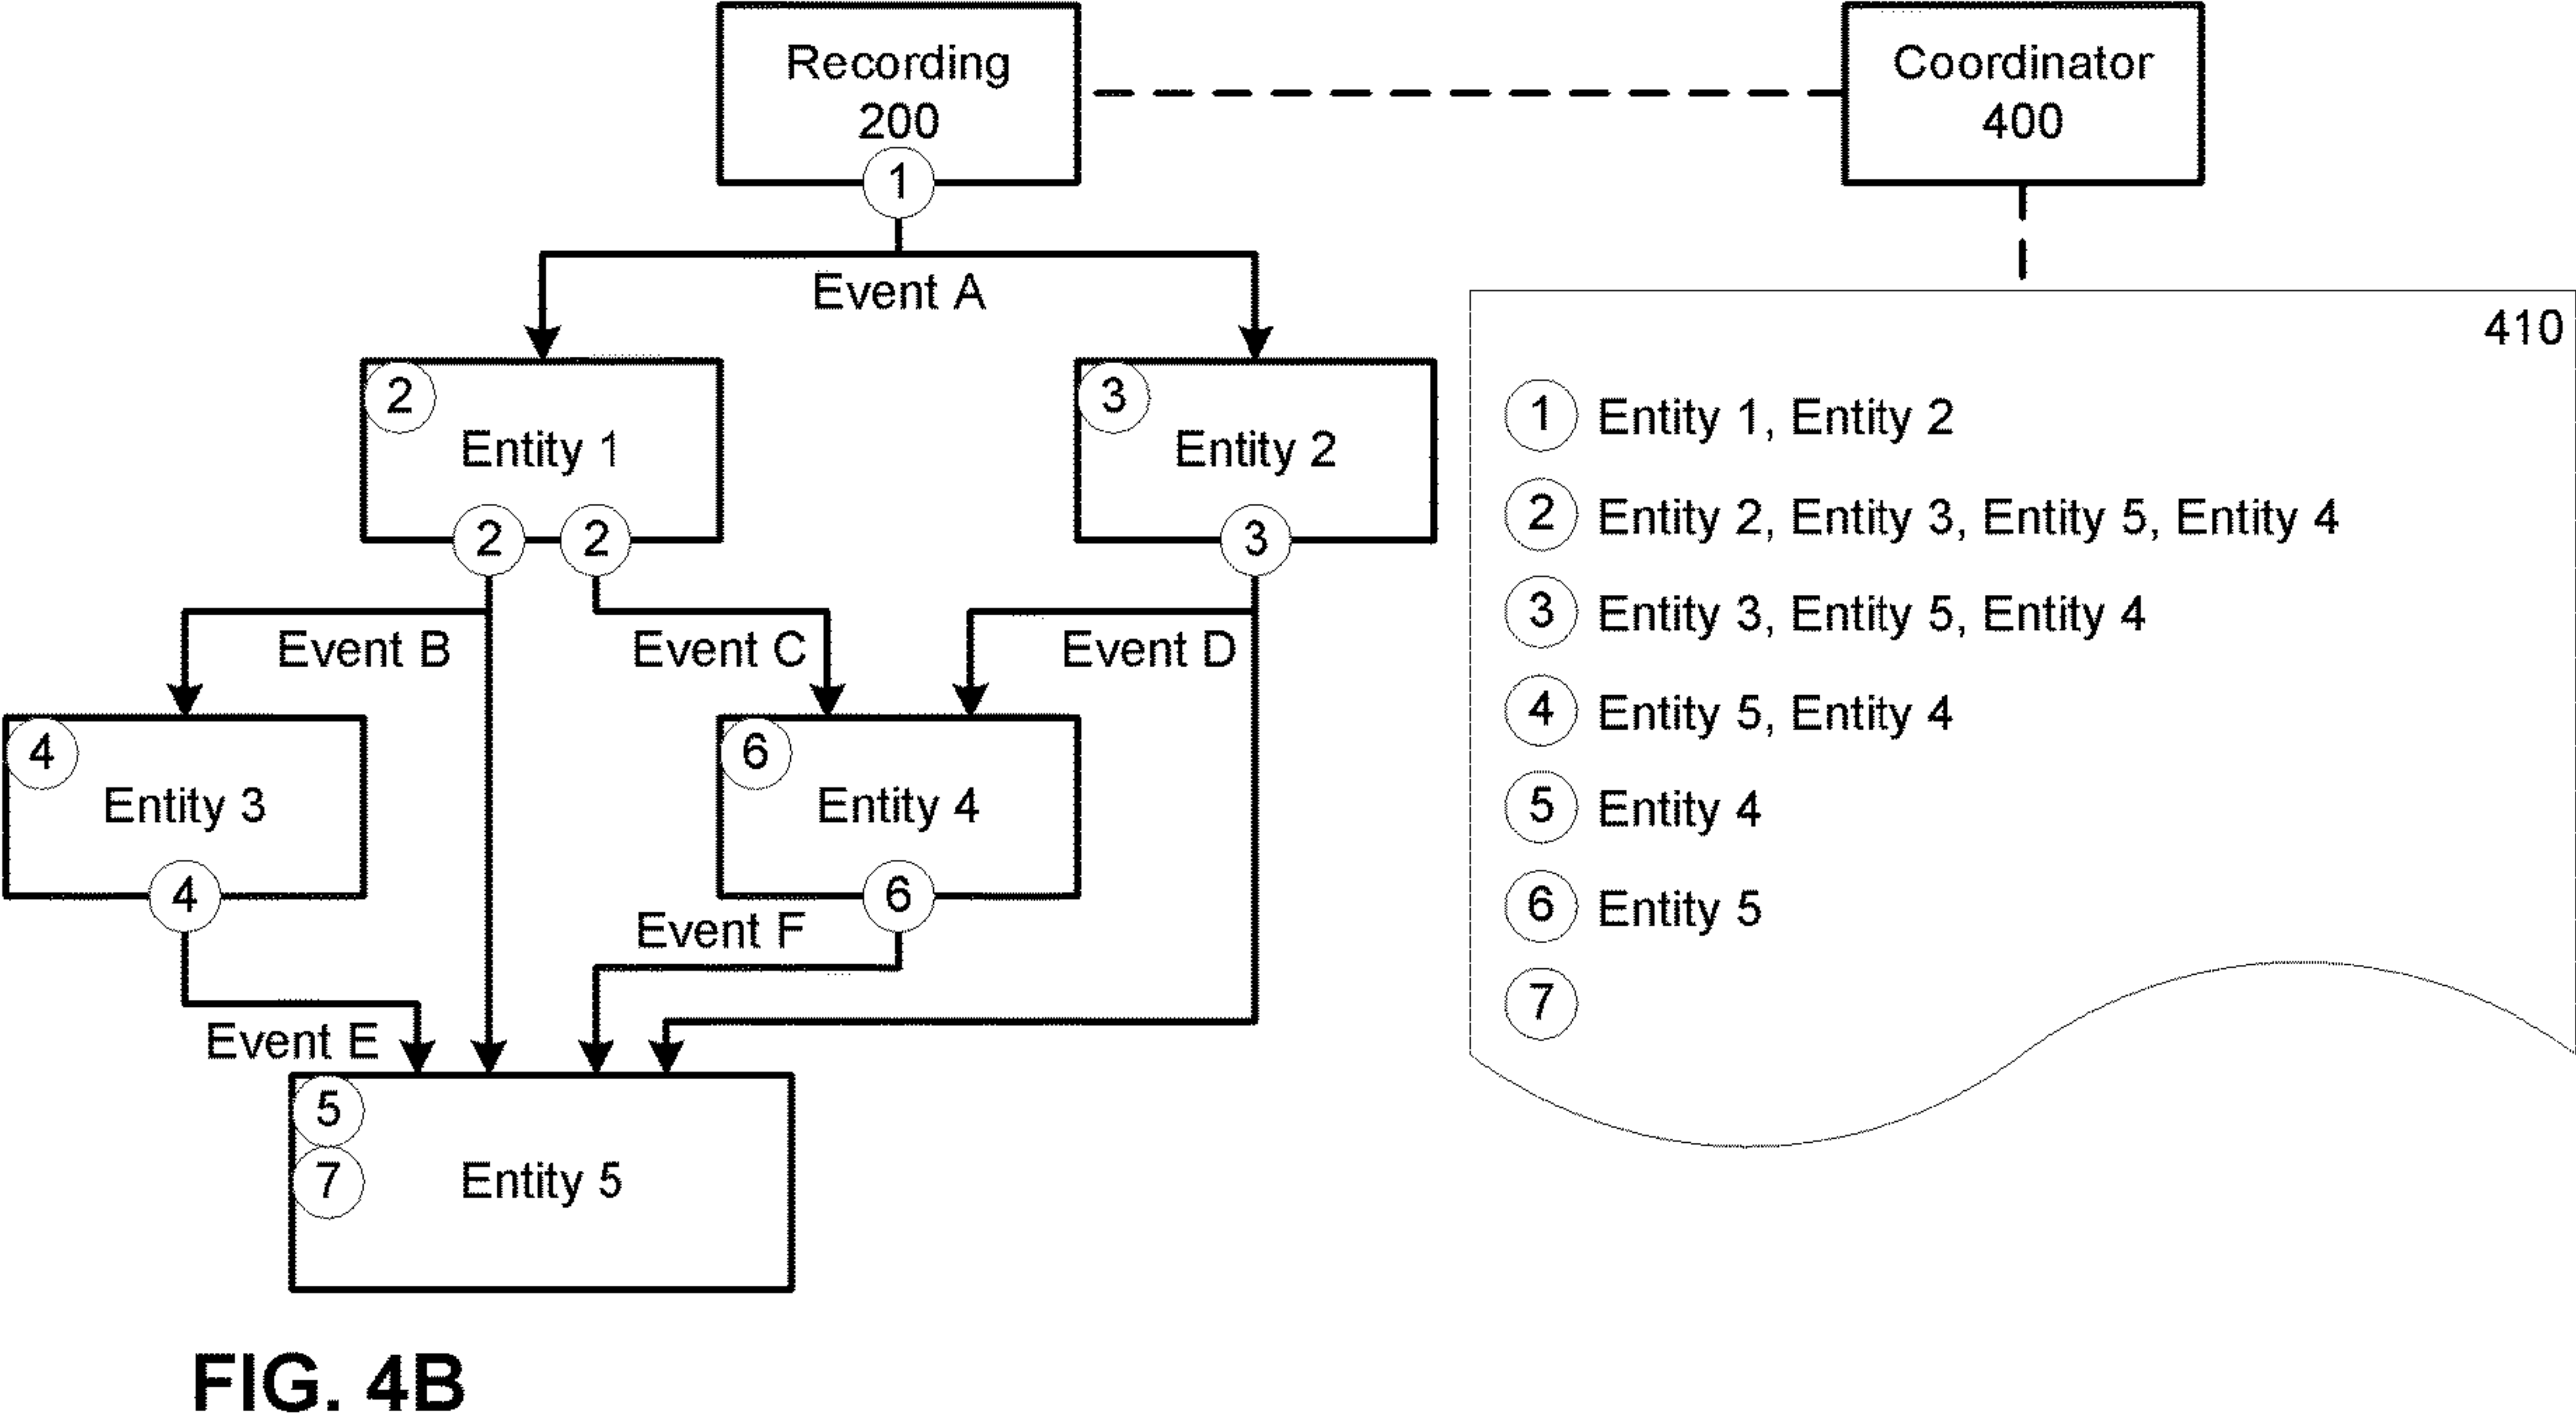 Recording
200
1
Coordinator
400
Event A
410
2
Entity 1
2 2
3
Entity 2
3
1 Entity 1, Entity 2
2 Entity 2, Entity 3, Entity 5, Entity 4
3 Entity 3, Entity 5, Entity 4
4 Entity 5, Entity 4
5 Entity 4
6 Entity 5
7
Event B
Event C
Event D
4
Entity 3
4
6
Entity 4
6
Event F
Event E
5
7
Entity 5
FIG. 4B